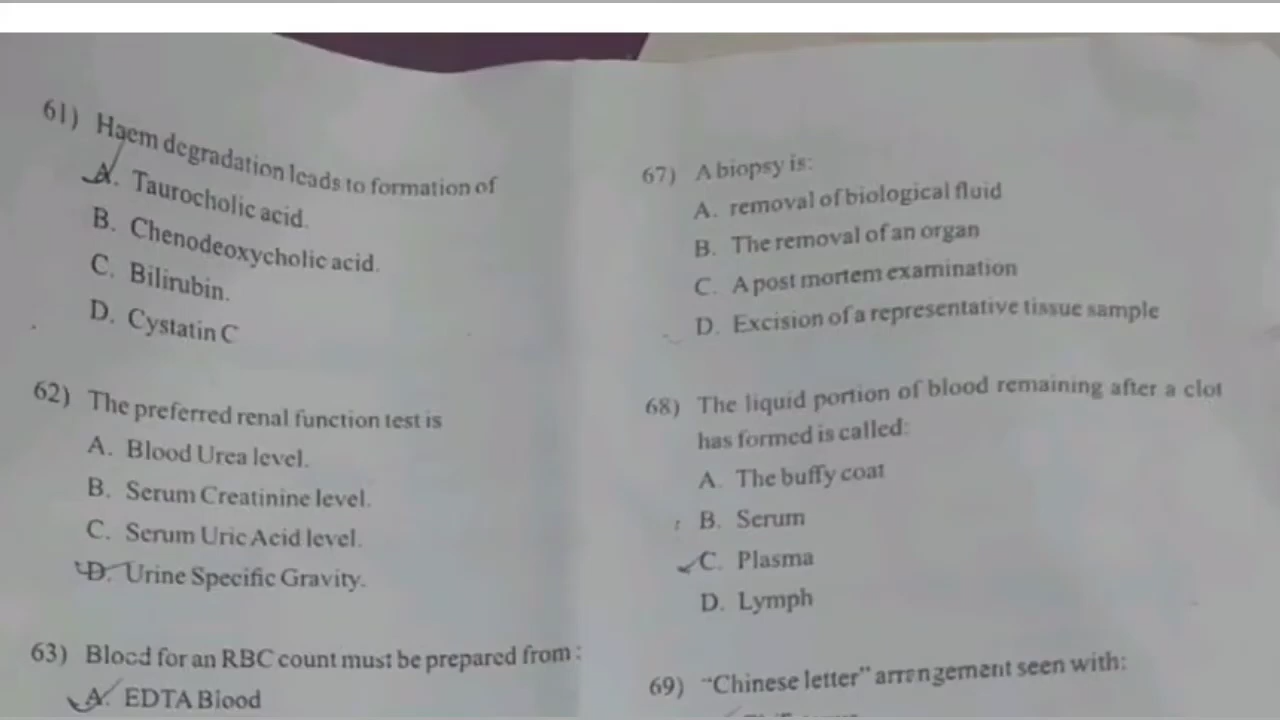 61) Haem degradation leads to formation of
A. Taurocholic acid.
B. Chenodeoxycholic acid.
C. Bilirubin.
D. Cystatin C
62) The preferred renal function test is
A. Blood Urea level.
B. Serum Creatinine level.
C. Serum Uric Acid level.
D. Urine Specific Gravity.
63) Blood for an RBC count must be prepared from :
A. EDTA Blood
67) A biopsy is:
A. removal of biological fluid
B. The removal of an organ
C. A post mortem examination
D. Excision of a representative tissue sample
68) The liquid portion of blood remaining after a clot
has formed is called:
A. The buffy coat
B. Serum
C. Plasma
D. Lymph
69) "Chinese letter" arrengement seen with: